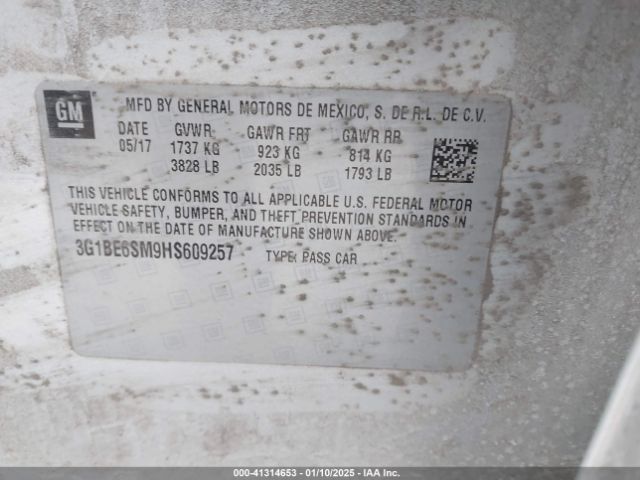 GM
MFD BY GENERAL MOTORS DE MEXICO, S. DE R.L. DE C.V.
DATE GVWR GAWR FRT GAWR RR
05/17 1737 KG 923 KG 814 KG
3828 LB 2035 LB 1793 LB
THIS VEHICLE CONFORMS TO ALL APPLICABLE U.S. FEDERAL MOTOR
VEHICLE SAFETY, BUMPER, AND THEFT PREVENTION STANDARDS IN
EFFECT ON THE DATE OF MANUFACTURE SHOWN ABOVE.
3G1BE6SM9HS609257 TYPE: PASS CAR
000-41314653 - 01/10/2025 - IAA Inc.